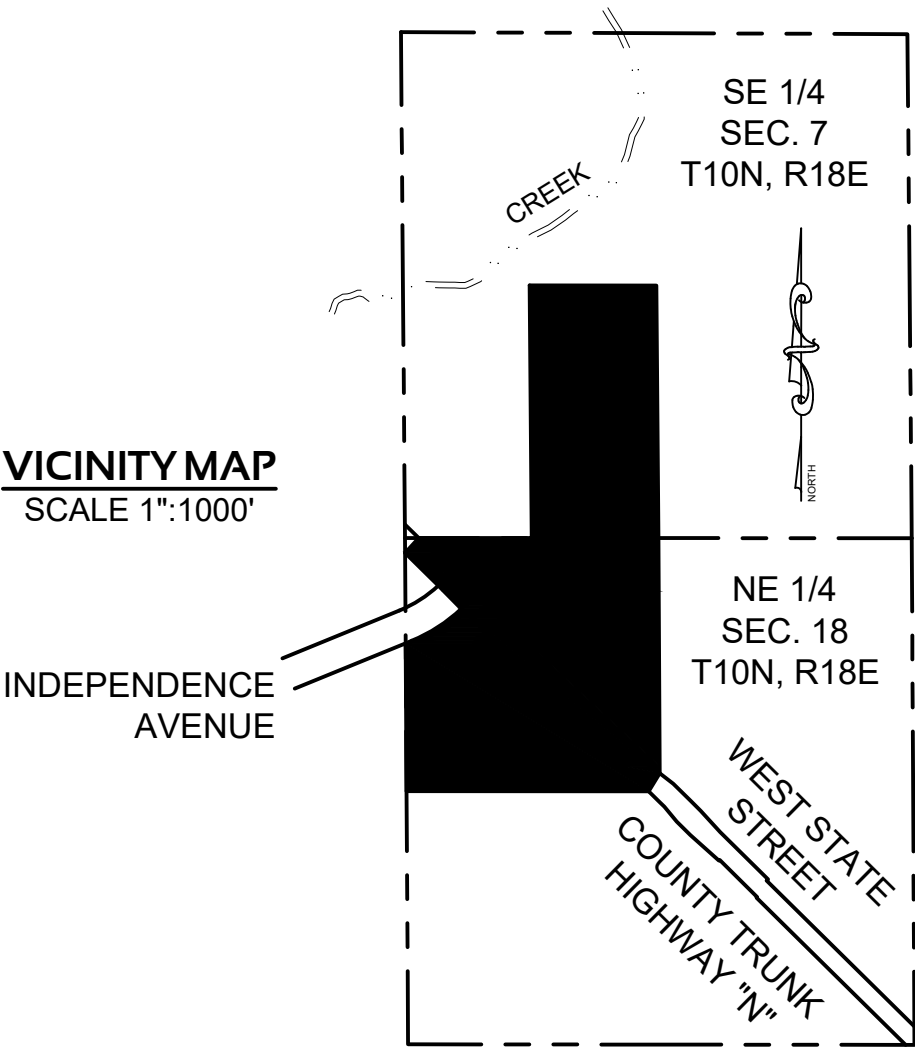 SE 1/4
SEC. 7
T10N, R18E
CREEK
NORTH
VICINITY MAP
SCALE 1":1000'
NE 1/4
SEC. 18
T10N, R18E
INDEPENDENCE
AVENUE
WEST STATE
STREET
COUNTY TRUNK
HIGHWAY "N"